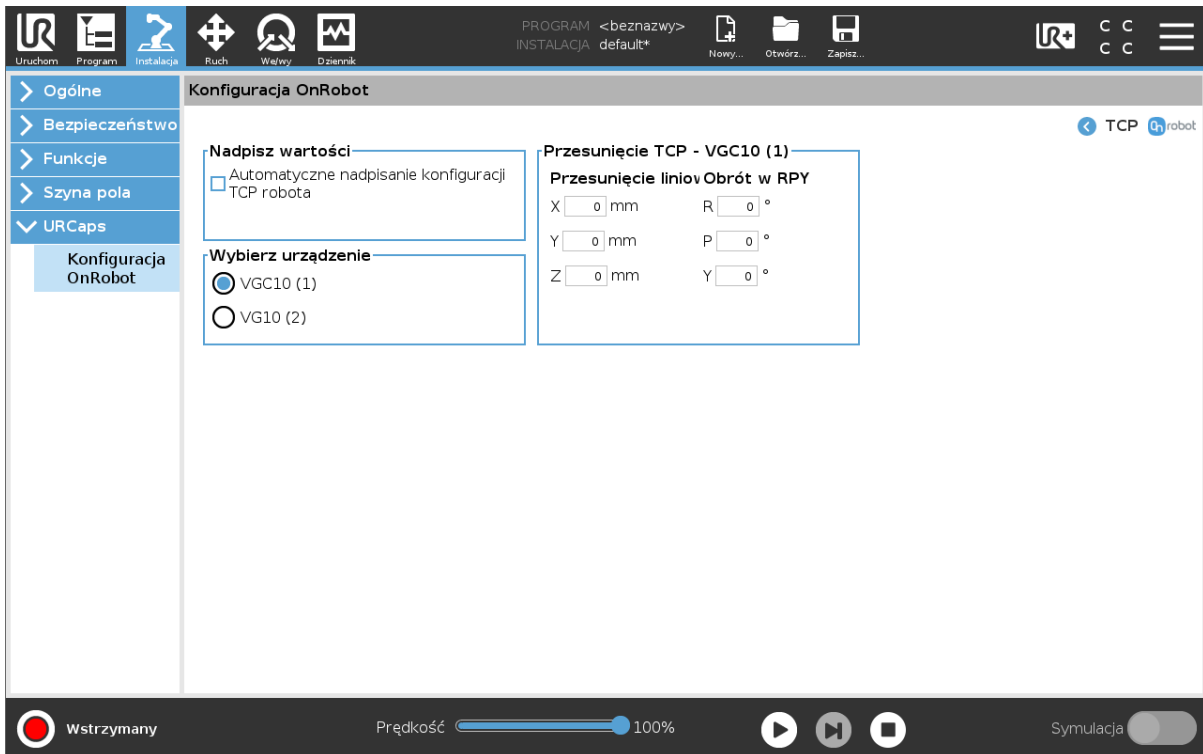 PROGRAM <beznazwy>
INSTALACJA default*
Uruchom
Program
Instalacja
Ruch
We/wy
Dziennik
Nowy...
Otwórz...
Zapisz...
UR+
C C
C C
Ogólne
Bezpieczeństwo
Funkcje
Szyna pola
URCaps
Konfiguracja
OnRobot
Konfiguracja OnRobot
TCP
On robot
Nadpisz wartości
Automatyczne nadpisanie konfiguracji
TCP robota
Wybierz urządzenie
VGC10 (1)
VG10 (2)
Przesunięcie TCP - VGC10 (1)
Przesunięcie liniov Obrót w RPY
X 0 mm R 0 °
Y 0 mm P 0 °
Z 0 mm Y 0 °
Wstrzymany
Prędkość 100%
Symulacja